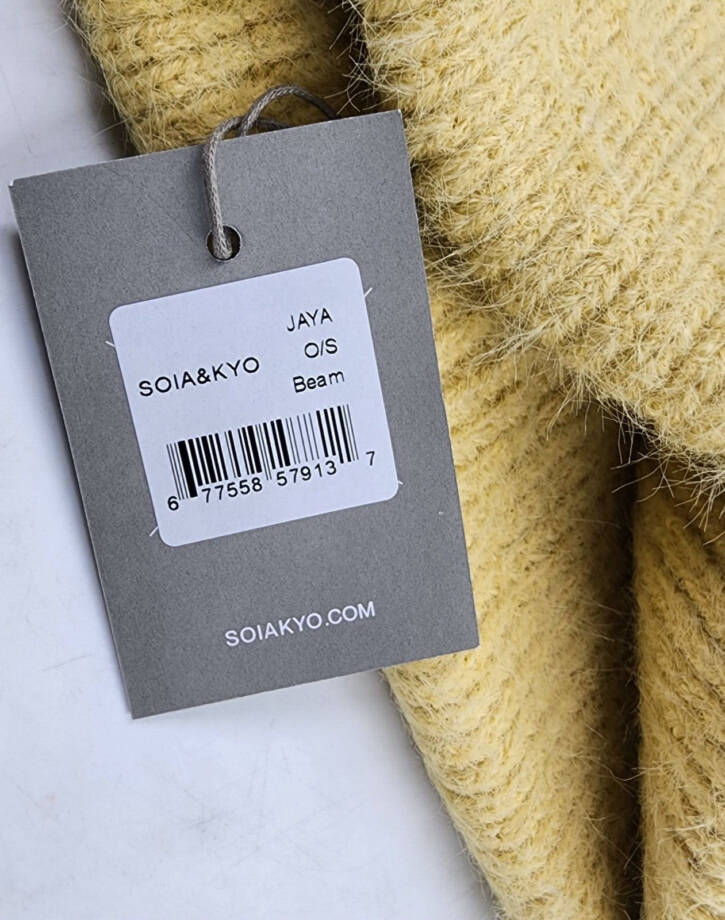 JAYA
O/S
SOIA&KYO
Beam
6 77558 57913 7
SOIAKYO.COM